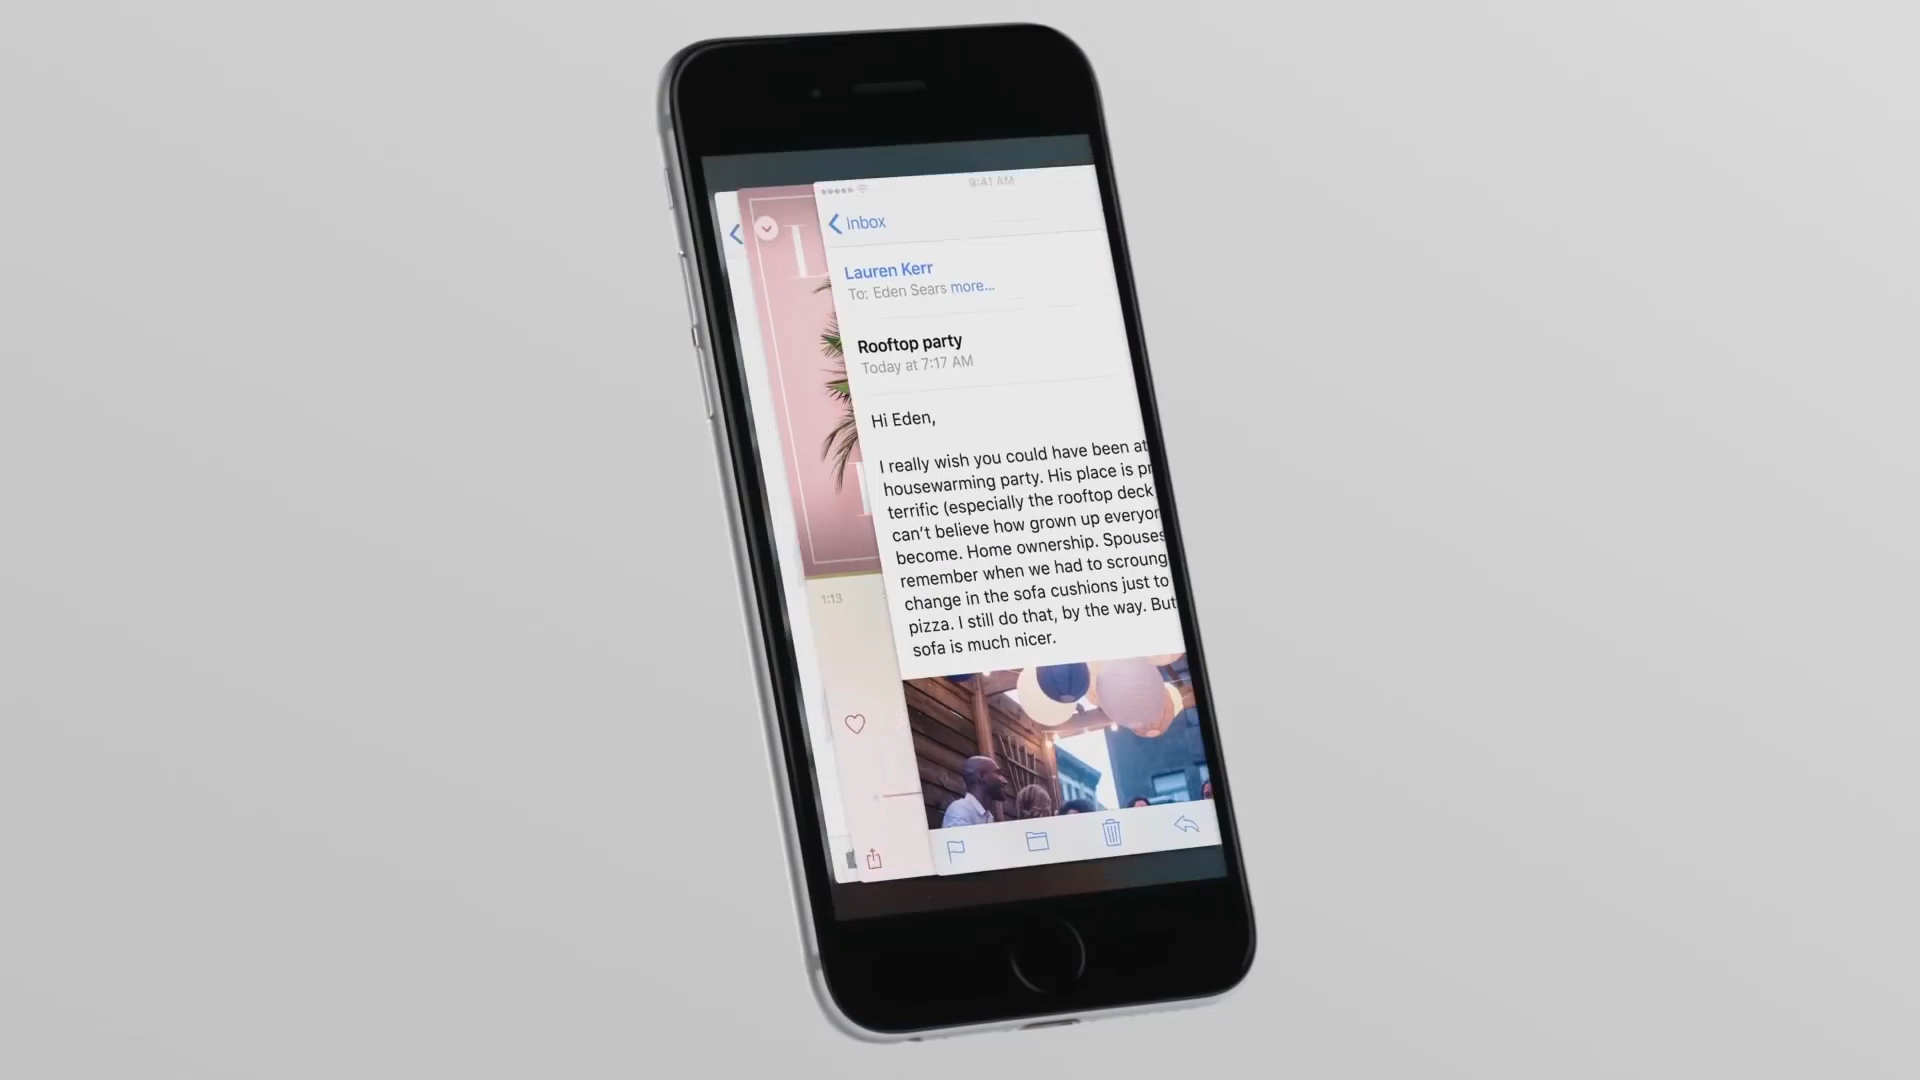 9:41 AM
Inbox
Lauren Kerr
To: Eden Sears more...
Rooftop party
Today at 7:17 AM
Hi Eden,
I really wish you could have been at
housewarming party. His place is pr
terrific (especially the rooftop deck
can't believe how grown up everyon
become. Home ownership. Spouses
remember when we had to scroung
change in the sofa cushions just to
pizza. I still do that, by the way. But
sofa is much nicer.
1:13